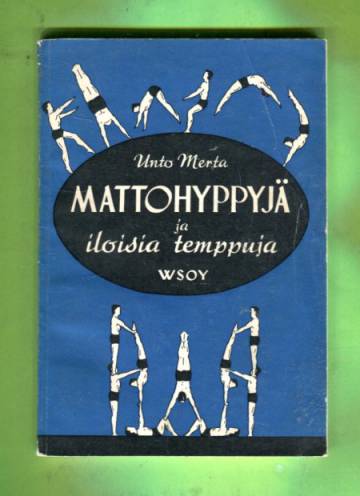 Unto Merta
MATTOHYPPYJÄ
ja
iloisia temppuja
WSOY